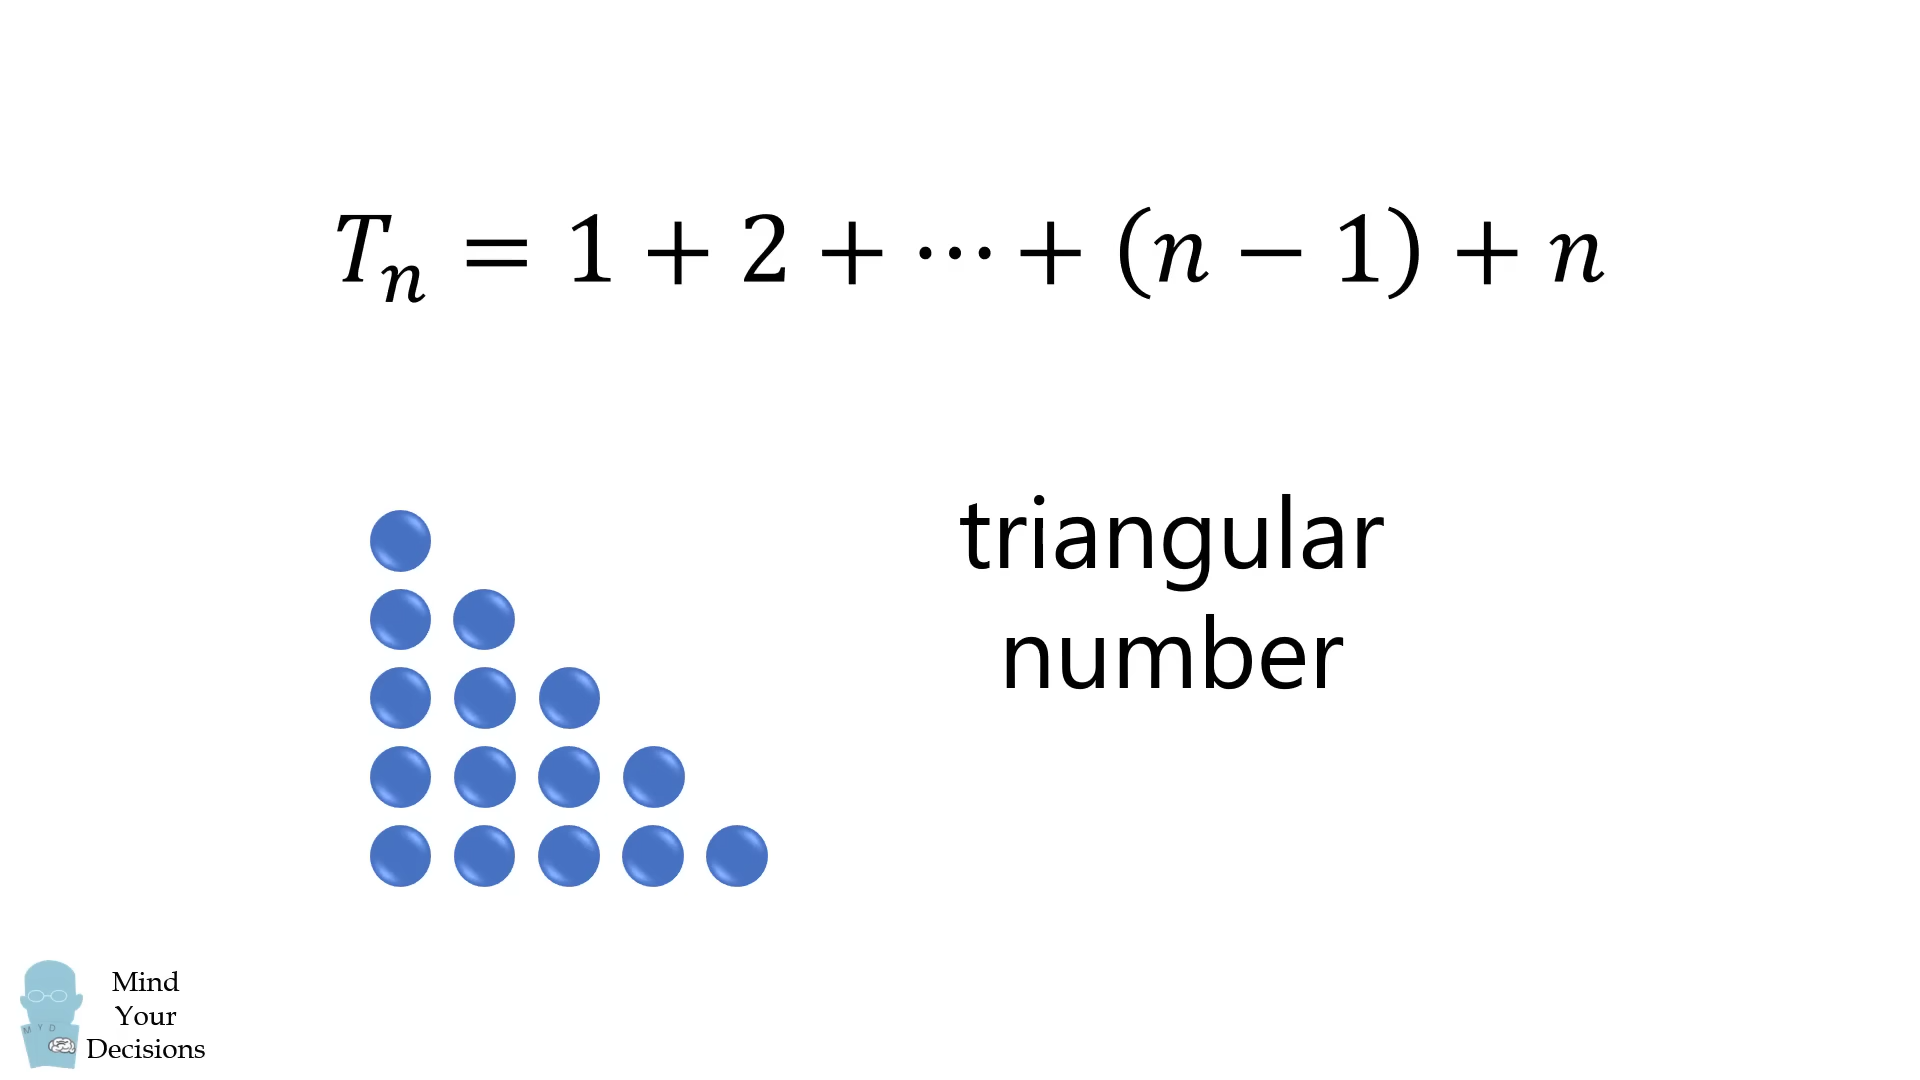 Tₙ = 1 + 2 + ⋯ + (n − 1) + n
triangular
number
M Y D
Mind
Your
Decisions